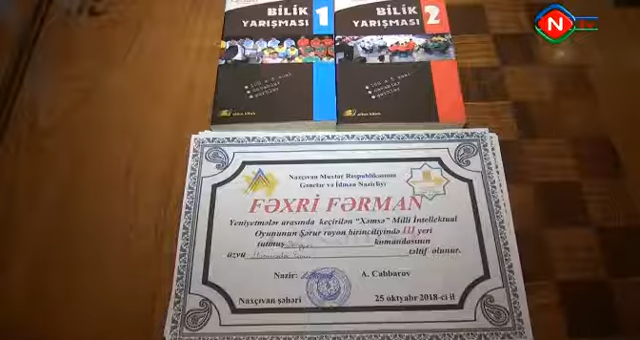 BİLİK
YARIŞMASI
1
BİLİK
YARIŞMASI
2
N
Naxçıvan Muxtar Respublikasının
Gənclər və İdman Nazirliyi
FƏXRİ FƏRMAN
Yeniyetmələr arasında keçirilən "Xəmsə" Milli İntellektual
Oyununun Şərur rayon birinciliyində III yeri
tutmuş komandasının
üzvü təltif olunur.
Nazir: A. Cabbarov
Naxçıvan şəhəri 25 oktyabr 2018-ci il